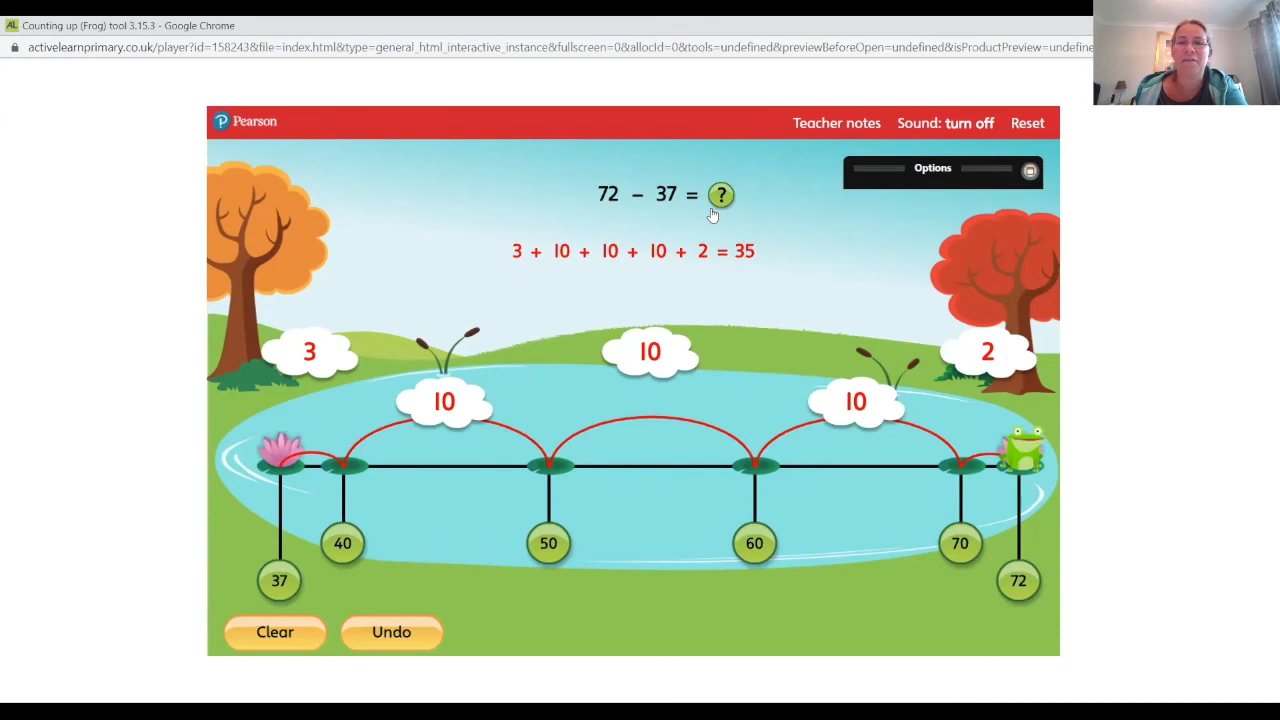 Counting up (Frog) tool 3.15.3 - Google Chrome
activelearnprimary.co.uk/player?id=158243&file=index.html&type=general_html_interactive_instance&fullscreen=0&allocId=0&tools=undefined&previewBeforeOpen=undefined&isProductPreview=undefine
Pearson
Teacher notes Sound: turn off Reset
Options
72 - 37 = ?
3 + 10 + 10 + 10 + 2 = 35
3 10 2
10 10
40 50 60 70
37 72
Clear Undo